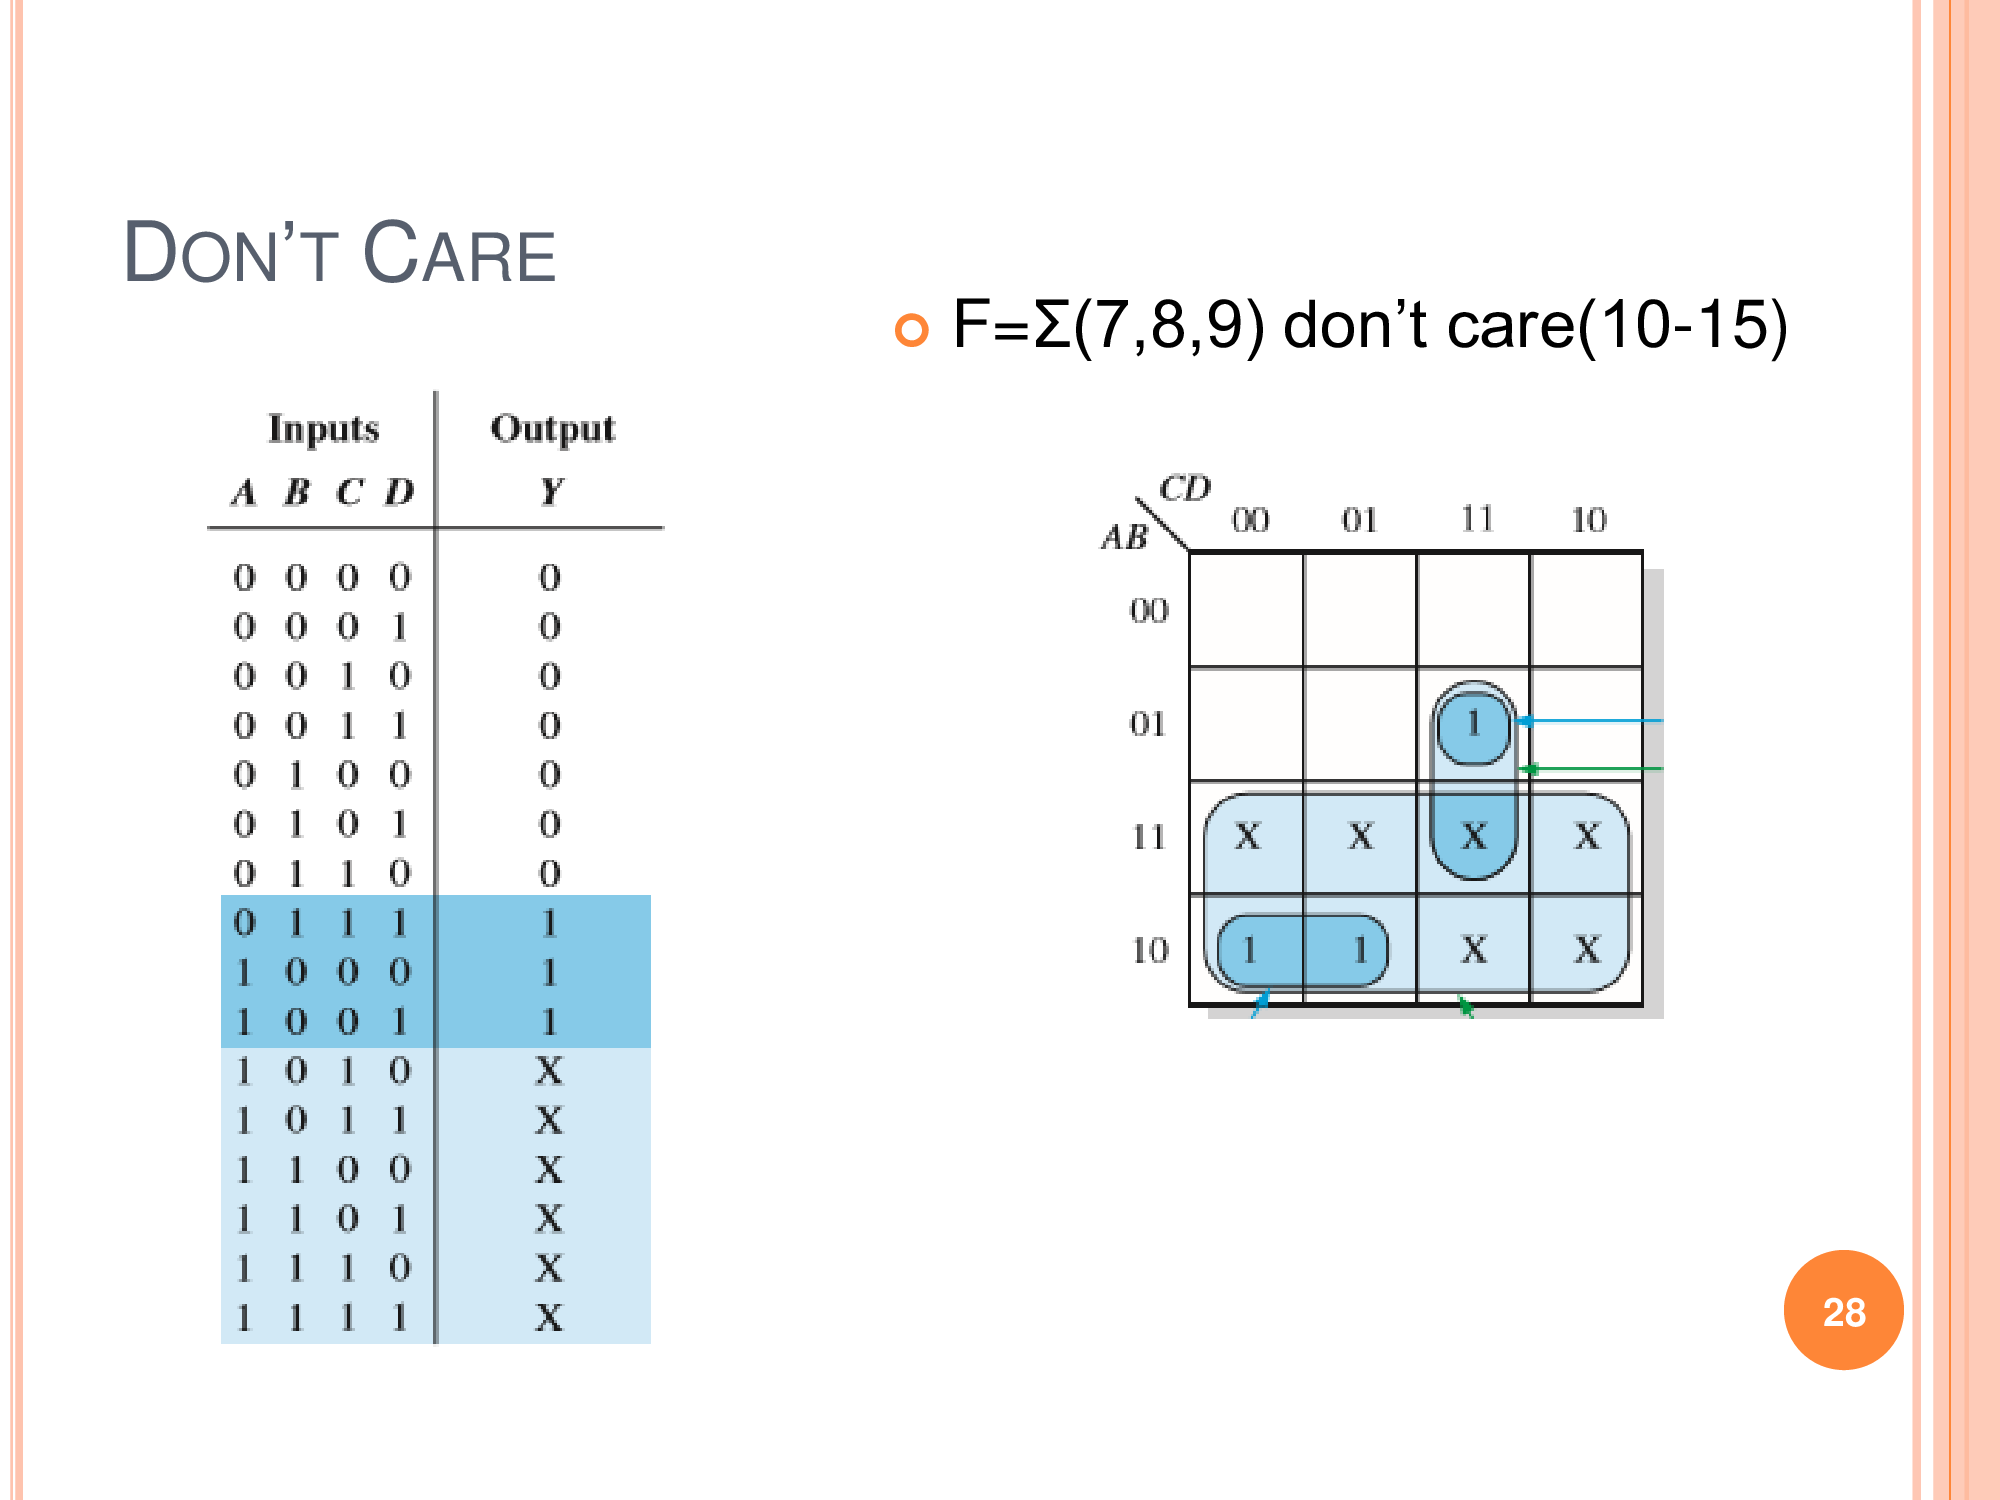 DON'T CARE
F=Σ(7,8,9) don't care(10-15)
Inputs Output
A B C D Y
0 0 0 0 0
0 0 0 1 0
0 0 1 0 0
0 0 1 1 0
0 1 0 0 0
0 1 0 1 0
0 1 1 0 0
0 1 1 1 1
1 0 0 0 1
1 0 0 1 1
1 0 1 0 X
1 0 1 1 X
1 1 0 0 X
1 1 0 1 X
1 1 1 0 X
1 1 1 1 X
CD
AB
00 01 11 10
00
01 1
11 X X X X
10 1 1 X X
28